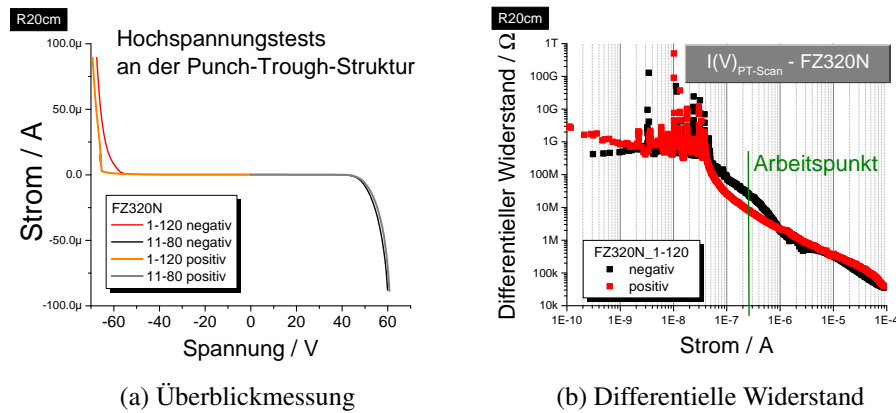 R20cm
Hochspannungstests
an der Punch-Trough-Struktur
Strom / A
100.0µ
50.0µ
0.0
-50.0µ
-100.0µ
FZ320N
1-120 negativ
11-80 negativ
1-120 positiv
11-80 positiv
-60 -40 -20 0 20 40 60
Spannung / V
(a) Überblickmessung
R20cm
I(V)PT-Scan - FZ320N
Differentieller Widerstand / Ω
1T
100G
10G
1G
100M
10M
1M
100k
10k
Arbeitspunkt
FZ320N_1-120
negativ
positiv
1E-10 1E-9 1E-8 1E-7 1E-6 1E-5 1E-4
Strom / A
(b) Differentielle Widerstand